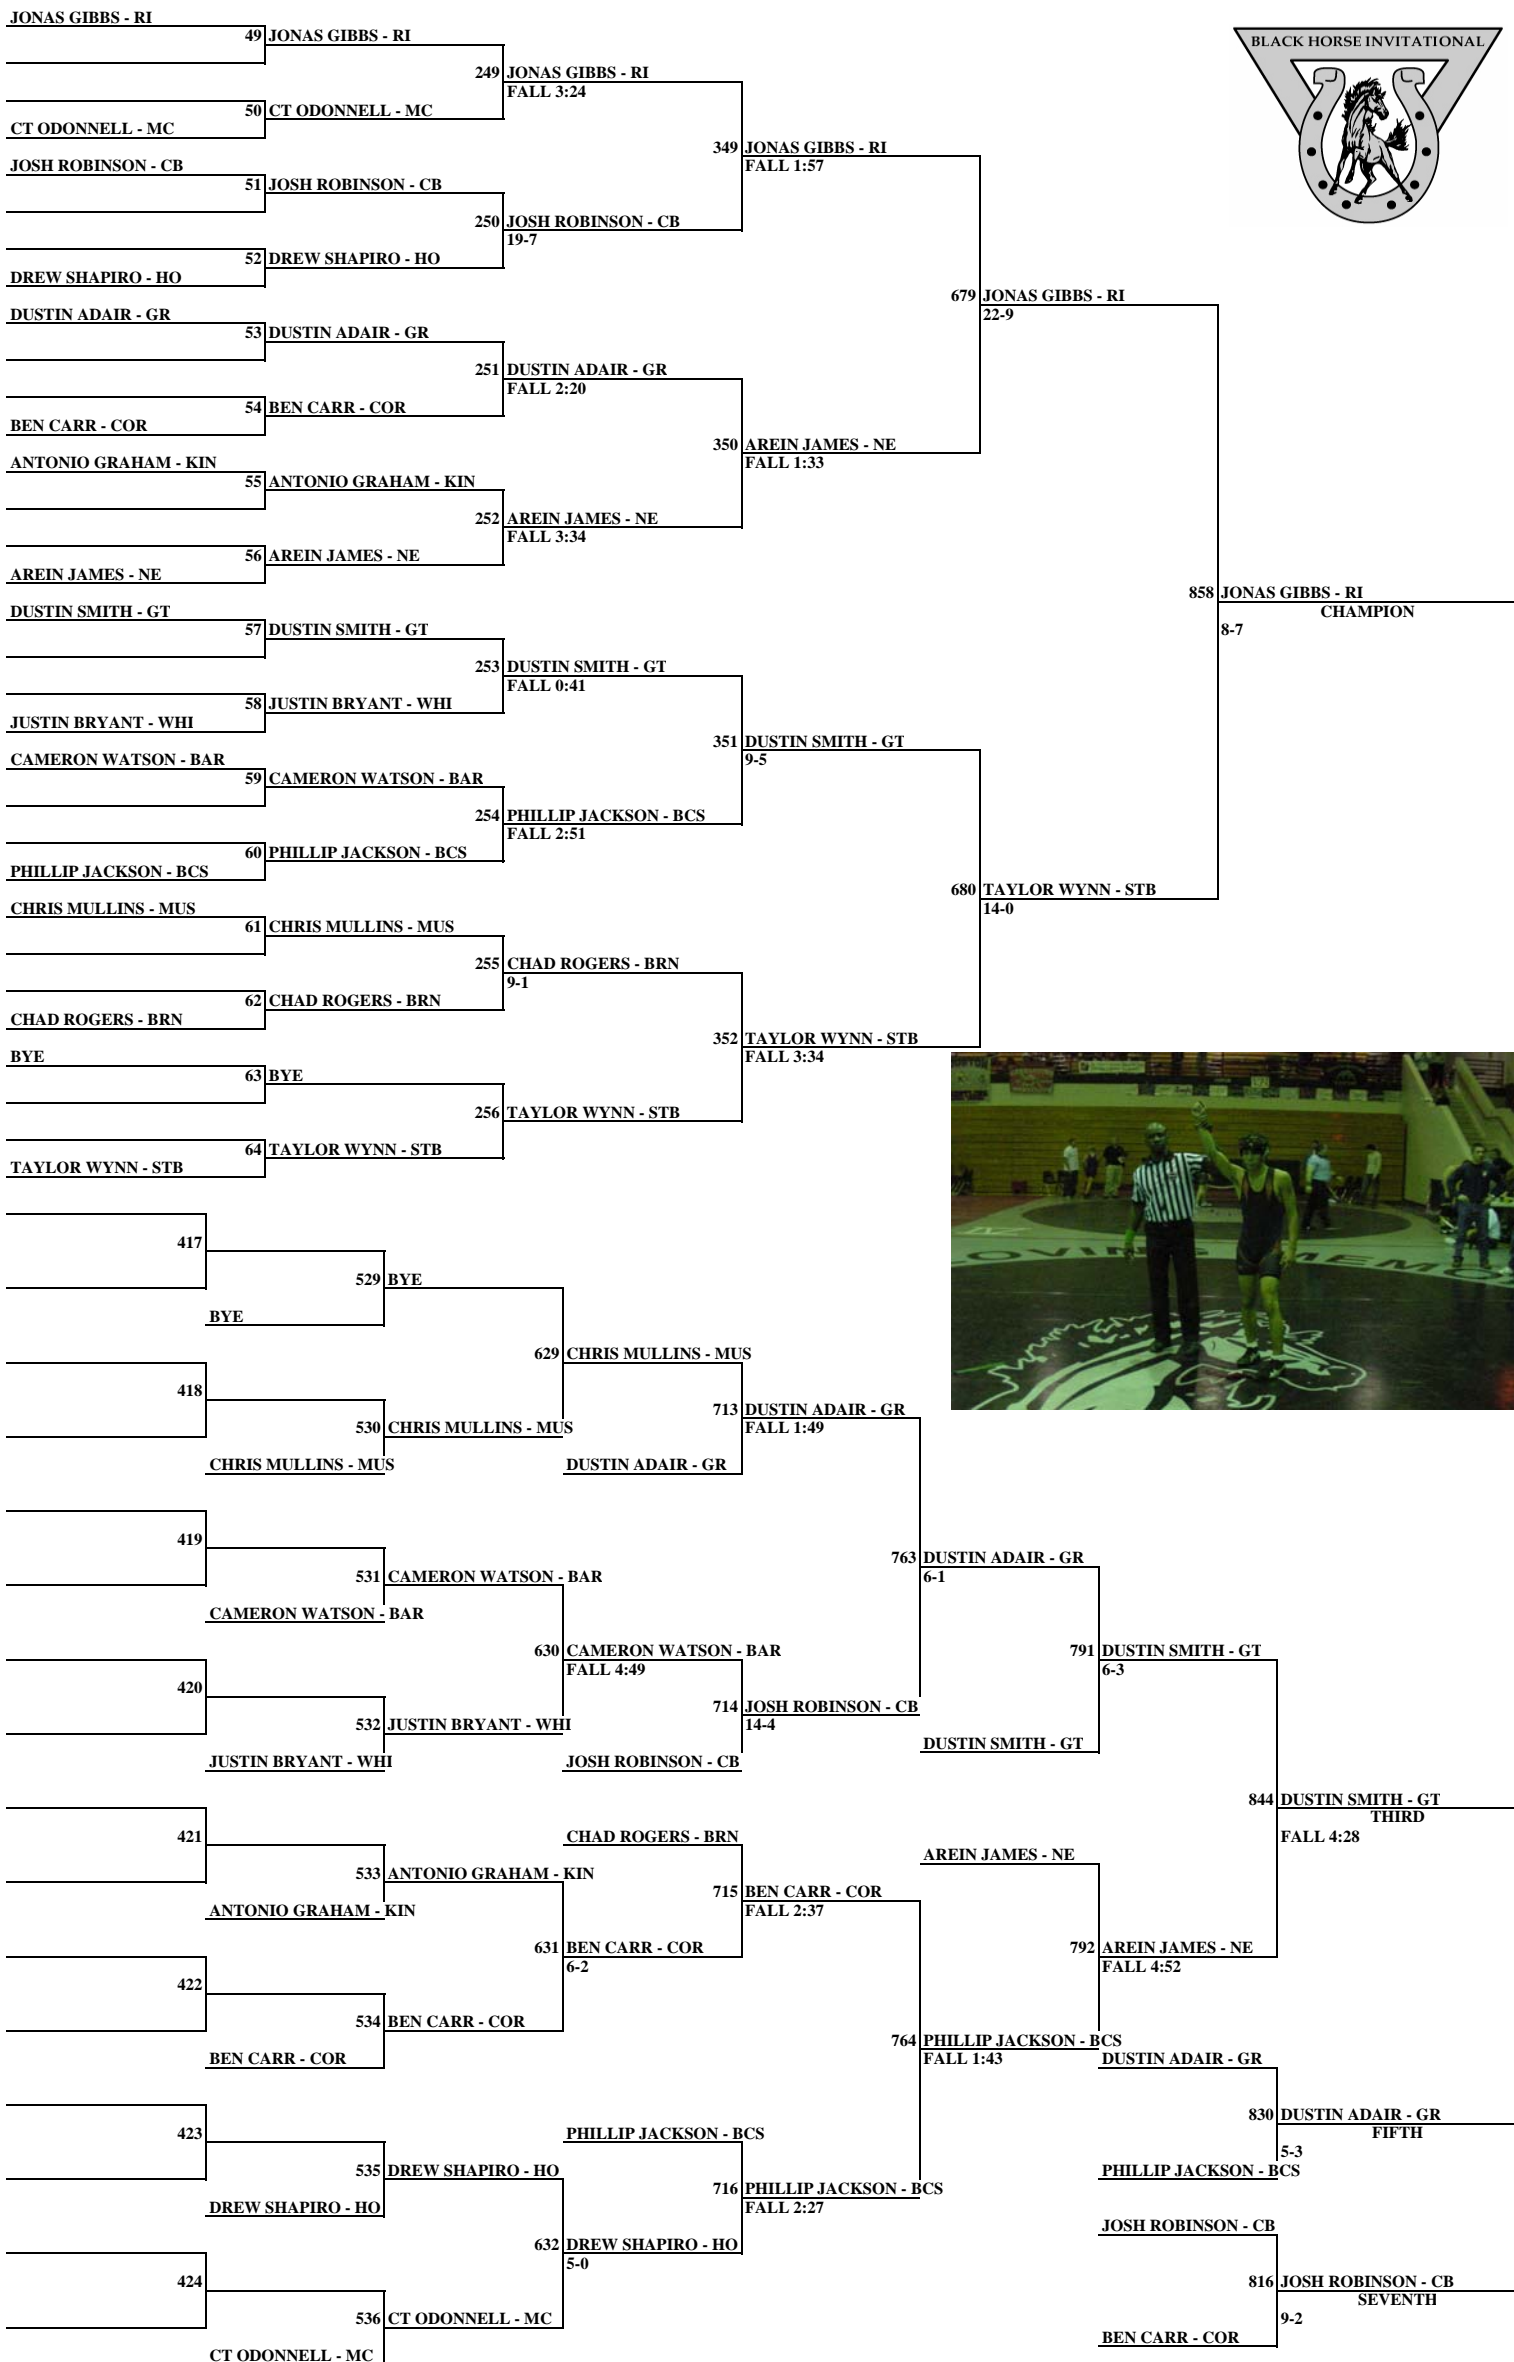 JONAS GIBBS - RI
49 JONAS GIBBS - RI
BLACK HORSE INVITATIONAL
249 JONAS GIBBS - RI
FALL 3:24
50 CT ODONNELL - MC
CT ODONNELL - MC
349 JONAS GIBBS - RI
FALL 1:57
JOSH ROBINSON - CB
51 JOSH ROBINSON - CB
250 JOSH ROBINSON - CB
19-7
52 DREW SHAPIRO - HO
DREW SHAPIRO - HO
679 JONAS GIBBS - RI
22-9
DUSTIN ADAIR - GR
53 DUSTIN ADAIR - GR
251 DUSTIN ADAIR - GR
FALL 2:20
54 BEN CARR - COR
BEN CARR - COR
350 AREIN JAMES - NE
FALL 1:33
ANTONIO GRAHAM - KIN
55 ANTONIO GRAHAM - KIN
252 AREIN JAMES - NE
FALL 3:34
56 AREIN JAMES - NE
AREIN JAMES - NE
858 JONAS GIBBS - RI
CHAMPION
8-7
DUSTIN SMITH - GT
57 DUSTIN SMITH - GT
253 DUSTIN SMITH - GT
FALL 0:41
58 JUSTIN BRYANT - WHI
JUSTIN BRYANT - WHI
351 DUSTIN SMITH - GT
9-5
CAMERON WATSON - BAR
59 CAMERON WATSON - BAR
254 PHILLIP JACKSON - BCS
FALL 2:51
60 PHILLIP JACKSON - BCS
PHILLIP JACKSON - BCS
680 TAYLOR WYNN - STB
14-0
CHRIS MULLINS - MUS
61 CHRIS MULLINS - MUS
255 CHAD ROGERS - BRN
9-1
62 CHAD ROGERS - BRN
CHAD ROGERS - BRN
352 TAYLOR WYNN - STB
FALL 3:34
BYE
63 BYE
256 TAYLOR WYNN - STB
64 TAYLOR WYNN - STB
TAYLOR WYNN - STB
417
529 BYE
BYE
629 CHRIS MULLINS - MUS
418
530 CHRIS MULLINS - MUS
CHRIS MULLINS - MUS
713 DUSTIN ADAIR - GR
FALL 1:49
DUSTIN ADAIR - GR
419
763 DUSTIN ADAIR - GR
6-1
531 CAMERON WATSON - BAR
CAMERON WATSON - BAR
630 CAMERON WATSON - BAR
FALL 4:49
791 DUSTIN SMITH - GT
6-3
420
532 JUSTIN BRYANT - WHI
JUSTIN BRYANT - WHI
714 JOSH ROBINSON - CB
14-4
JOSH ROBINSON - CB
DUSTIN SMITH - GT
844 DUSTIN SMITH - GT
THIRD
FALL 4:28
421
CHAD ROGERS - BRN
AREIN JAMES - NE
533 ANTONIO GRAHAM - KIN
ANTONIO GRAHAM - KIN
715 BEN CARR - COR
FALL 2:37
631 BEN CARR - COR
6-2
792 AREIN JAMES - NE
FALL 4:52
422
534 BEN CARR - COR
BEN CARR - COR
764 PHILLIP JACKSON - BCS
FALL 1:43
DUSTIN ADAIR - GR
830 DUSTIN ADAIR - GR
FIFTH
5-3
PHILLIP JACKSON - BCS
423
PHILLIP JACKSON - BCS
535 DREW SHAPIRO - HO
DREW SHAPIRO - HO
716 PHILLIP JACKSON - BCS
FALL 2:27
632 DREW SHAPIRO - HO
5-0
JOSH ROBINSON - CB
816 JOSH ROBINSON - CB
SEVENTH
9-2
BEN CARR - COR
424
536 CT ODONNELL - MC
CT ODONNELL - MC
OVING MEMO